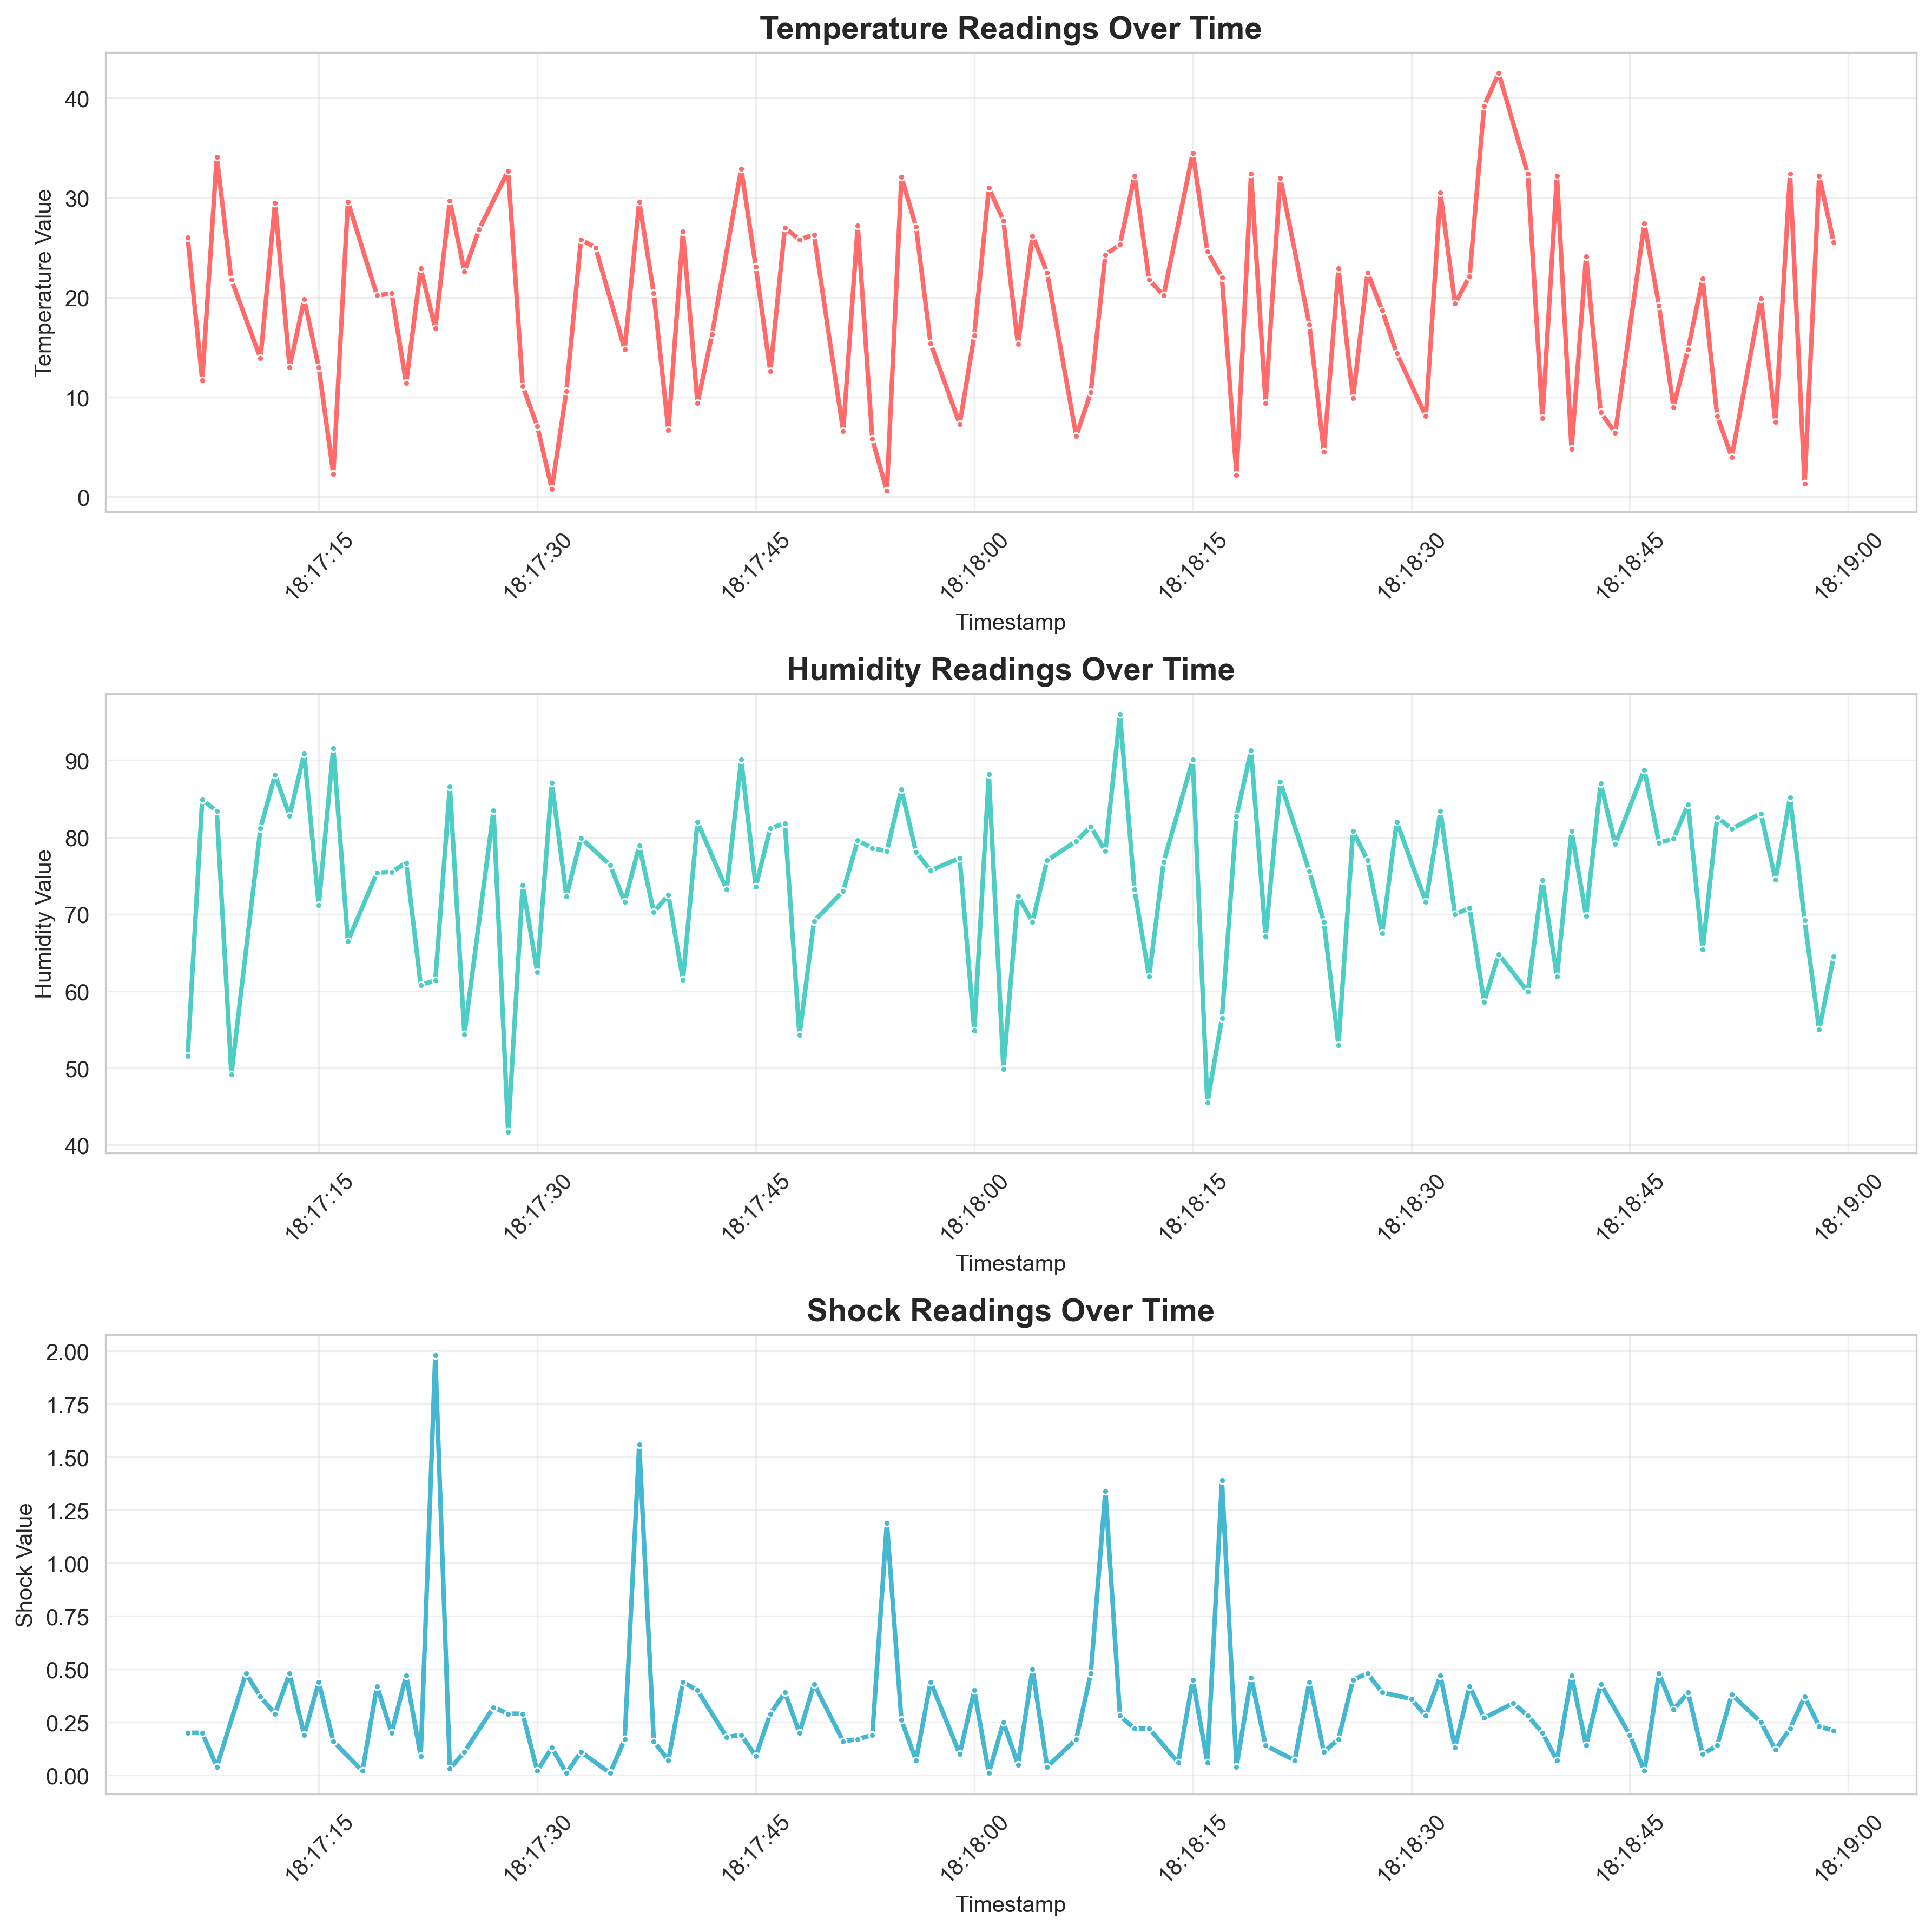 Temperature Readings Over Time
Temperature Value
40
30
20
10
0
18:17:15 18:17:30 18:17:45 18:18:00 18:18:15 18:18:30 18:18:45 18:19:00
Timestamp
Humidity Readings Over Time
Humidity Value
90
80
70
60
50
40
18:17:15 18:17:30 18:17:45 18:18:00 18:18:15 18:18:30 18:18:45 18:19:00
Timestamp
Shock Readings Over Time
Shock Value
2.00
1.75
1.50
1.25
1.00
0.75
0.50
0.25
0.00
18:17:15 18:17:30 18:17:45 18:18:00 18:18:15 18:18:30 18:18:45 18:19:00
Timestamp